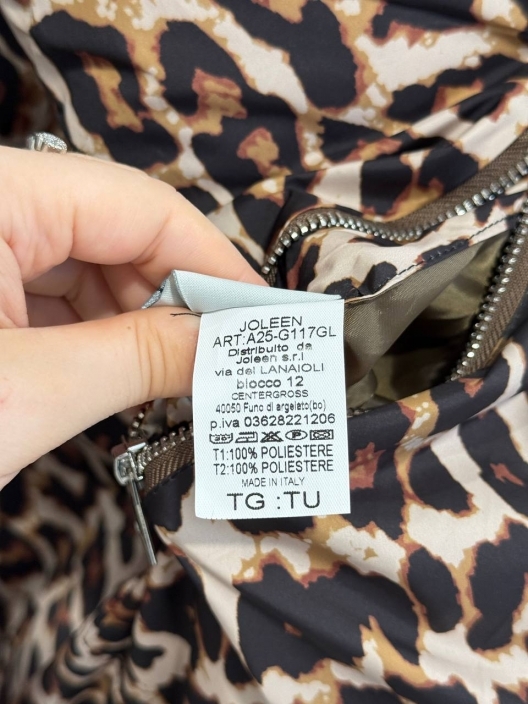 JOLEEN
ART:A25-G117GL
Distribuito da
Joleen s.r.l
via dei LANAIOLI
blocco 12
CENTERGROSS
40050 Funo di argelato(bo)
p.iva 03628221206
T1:100% POLIESTERE
T2:100% POLIESTERE
MADE IN ITALY
TG :TU